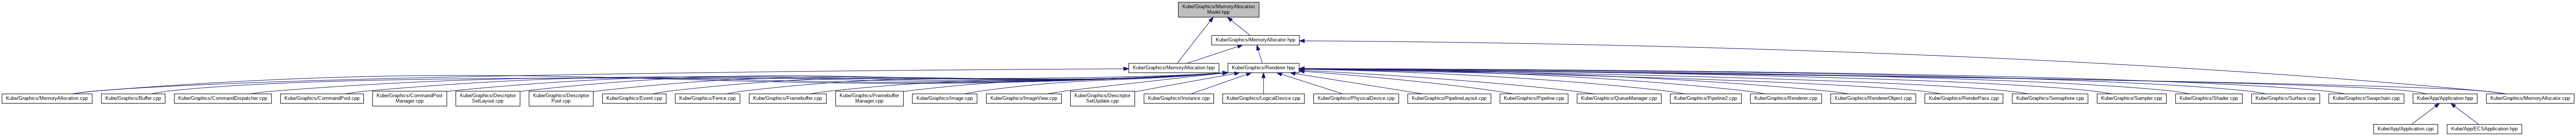 Kube/Graphics/MemoryAllocation
Model.hpp
Kube/Graphics/MemoryAllocator.hpp
Kube/Graphics/MemoryAllocation.hpp
Kube/Graphics/Renderer.hpp
Kube/Graphics/MemoryAllocation.cpp
Kube/Graphics/Buffer.cpp
Kube/Graphics/CommandDispatcher.cpp
Kube/Graphics/CommandPool.cpp
Kube/Graphics/CommandPool
Manager.cpp
Kube/Graphics/Descriptor
SetLayout.cpp
Kube/Graphics/Descriptor
Pool.cpp
Kube/Graphics/Event.cpp
Kube/Graphics/Fence.cpp
Kube/Graphics/Framebuffer.cpp
Kube/Graphics/Framebuffer
Manager.cpp
Kube/Graphics/Image.cpp
Kube/Graphics/ImageView.cpp
Kube/Graphics/Descriptor
SetUpdate.cpp
Kube/Graphics/Instance.cpp
Kube/Graphics/LogicalDevice.cpp
Kube/Graphics/PhysicalDevice.cpp
Kube/Graphics/PipelineLayout.cpp
Kube/Graphics/Pipeline.cpp
Kube/Graphics/QueueManager.cpp
Kube/Graphics/Pipeline2.cpp
Kube/Graphics/Renderer.cpp
Kube/Graphics/RendererObject.cpp
Kube/Graphics/RenderPass.cpp
Kube/Graphics/Semaphore.cpp
Kube/Graphics/Sampler.cpp
Kube/Graphics/Shader.cpp
Kube/Graphics/Surface.cpp
Kube/Graphics/Swapchain.cpp
Kube/App/Application.hpp
Kube/Graphics/MemoryAllocator.cpp
Kube/App/Application.cpp
Kube/App/ECSApplication.hpp